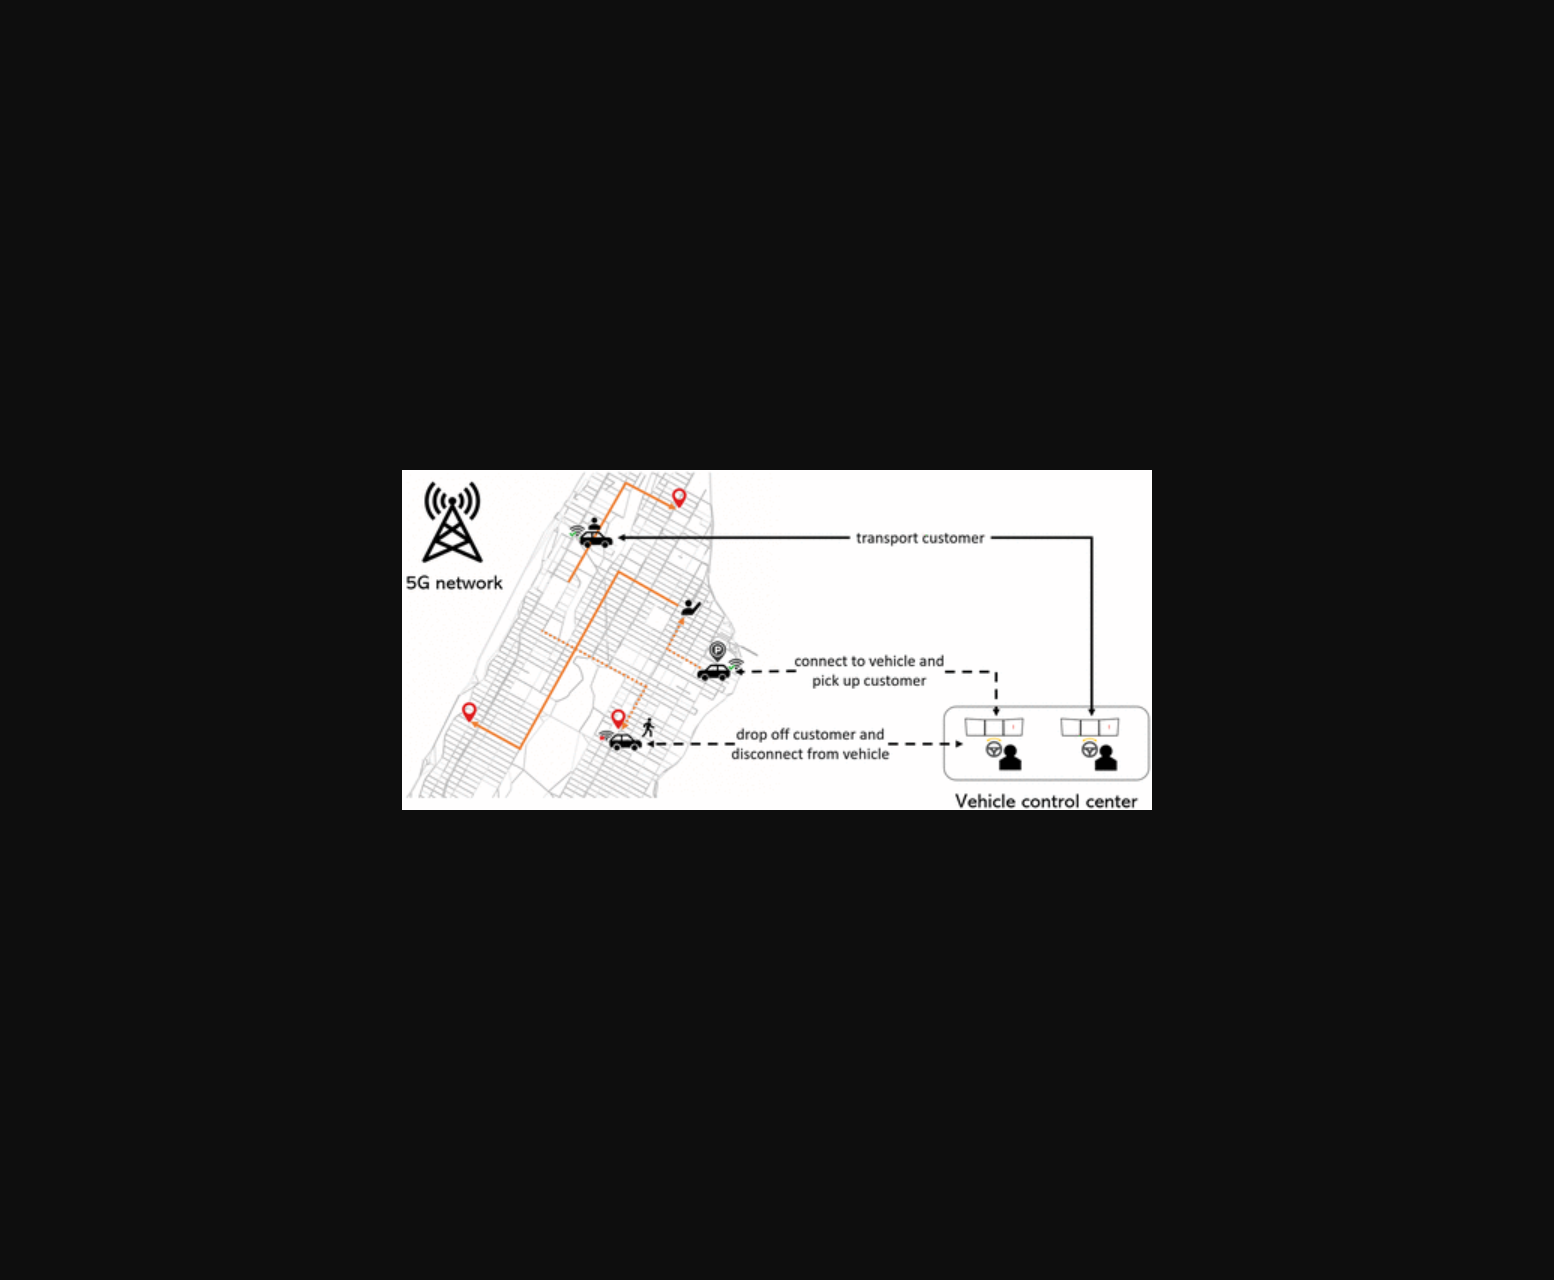 5G network
transport customer
connect to vehicle and
pick up customer
P
drop off customer and
disconnect from vehicle
Vehicle control center